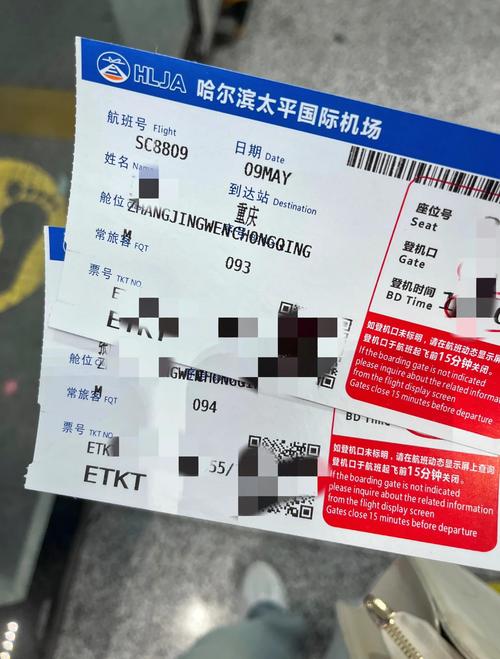 HLJA 哈尔滨太平国际机场
航班号 Flight
SC8809
日期 Date
09MAY
姓名 Name
到达站 Destination
重庆
舱位
ZHANGJINGWENCHONGQING
M
常旅客 FQT
093
票号 TKT NO
ETKT
座位号
Seat
登机口
Gate
登机时间
BD Time
如登机口未标明,请在航班动态显示屏
登机口于航班起飞前15分钟关闭。
If the boarding gate is not indicated
please inquire about the related information
from the flight display screen
Gates close 15 minutes before departure
舱位
M
常旅客 FQT
094
票号 TKT NO
ETKT
55/
BD Time
如登机口未标明,请在航班动态显示屏上查询
登机口于航班起飞前15分钟关闭。
If the boarding gate is not indicated
please inquire about the related information
from the flight display screen
Gates close 15 minutes before departure